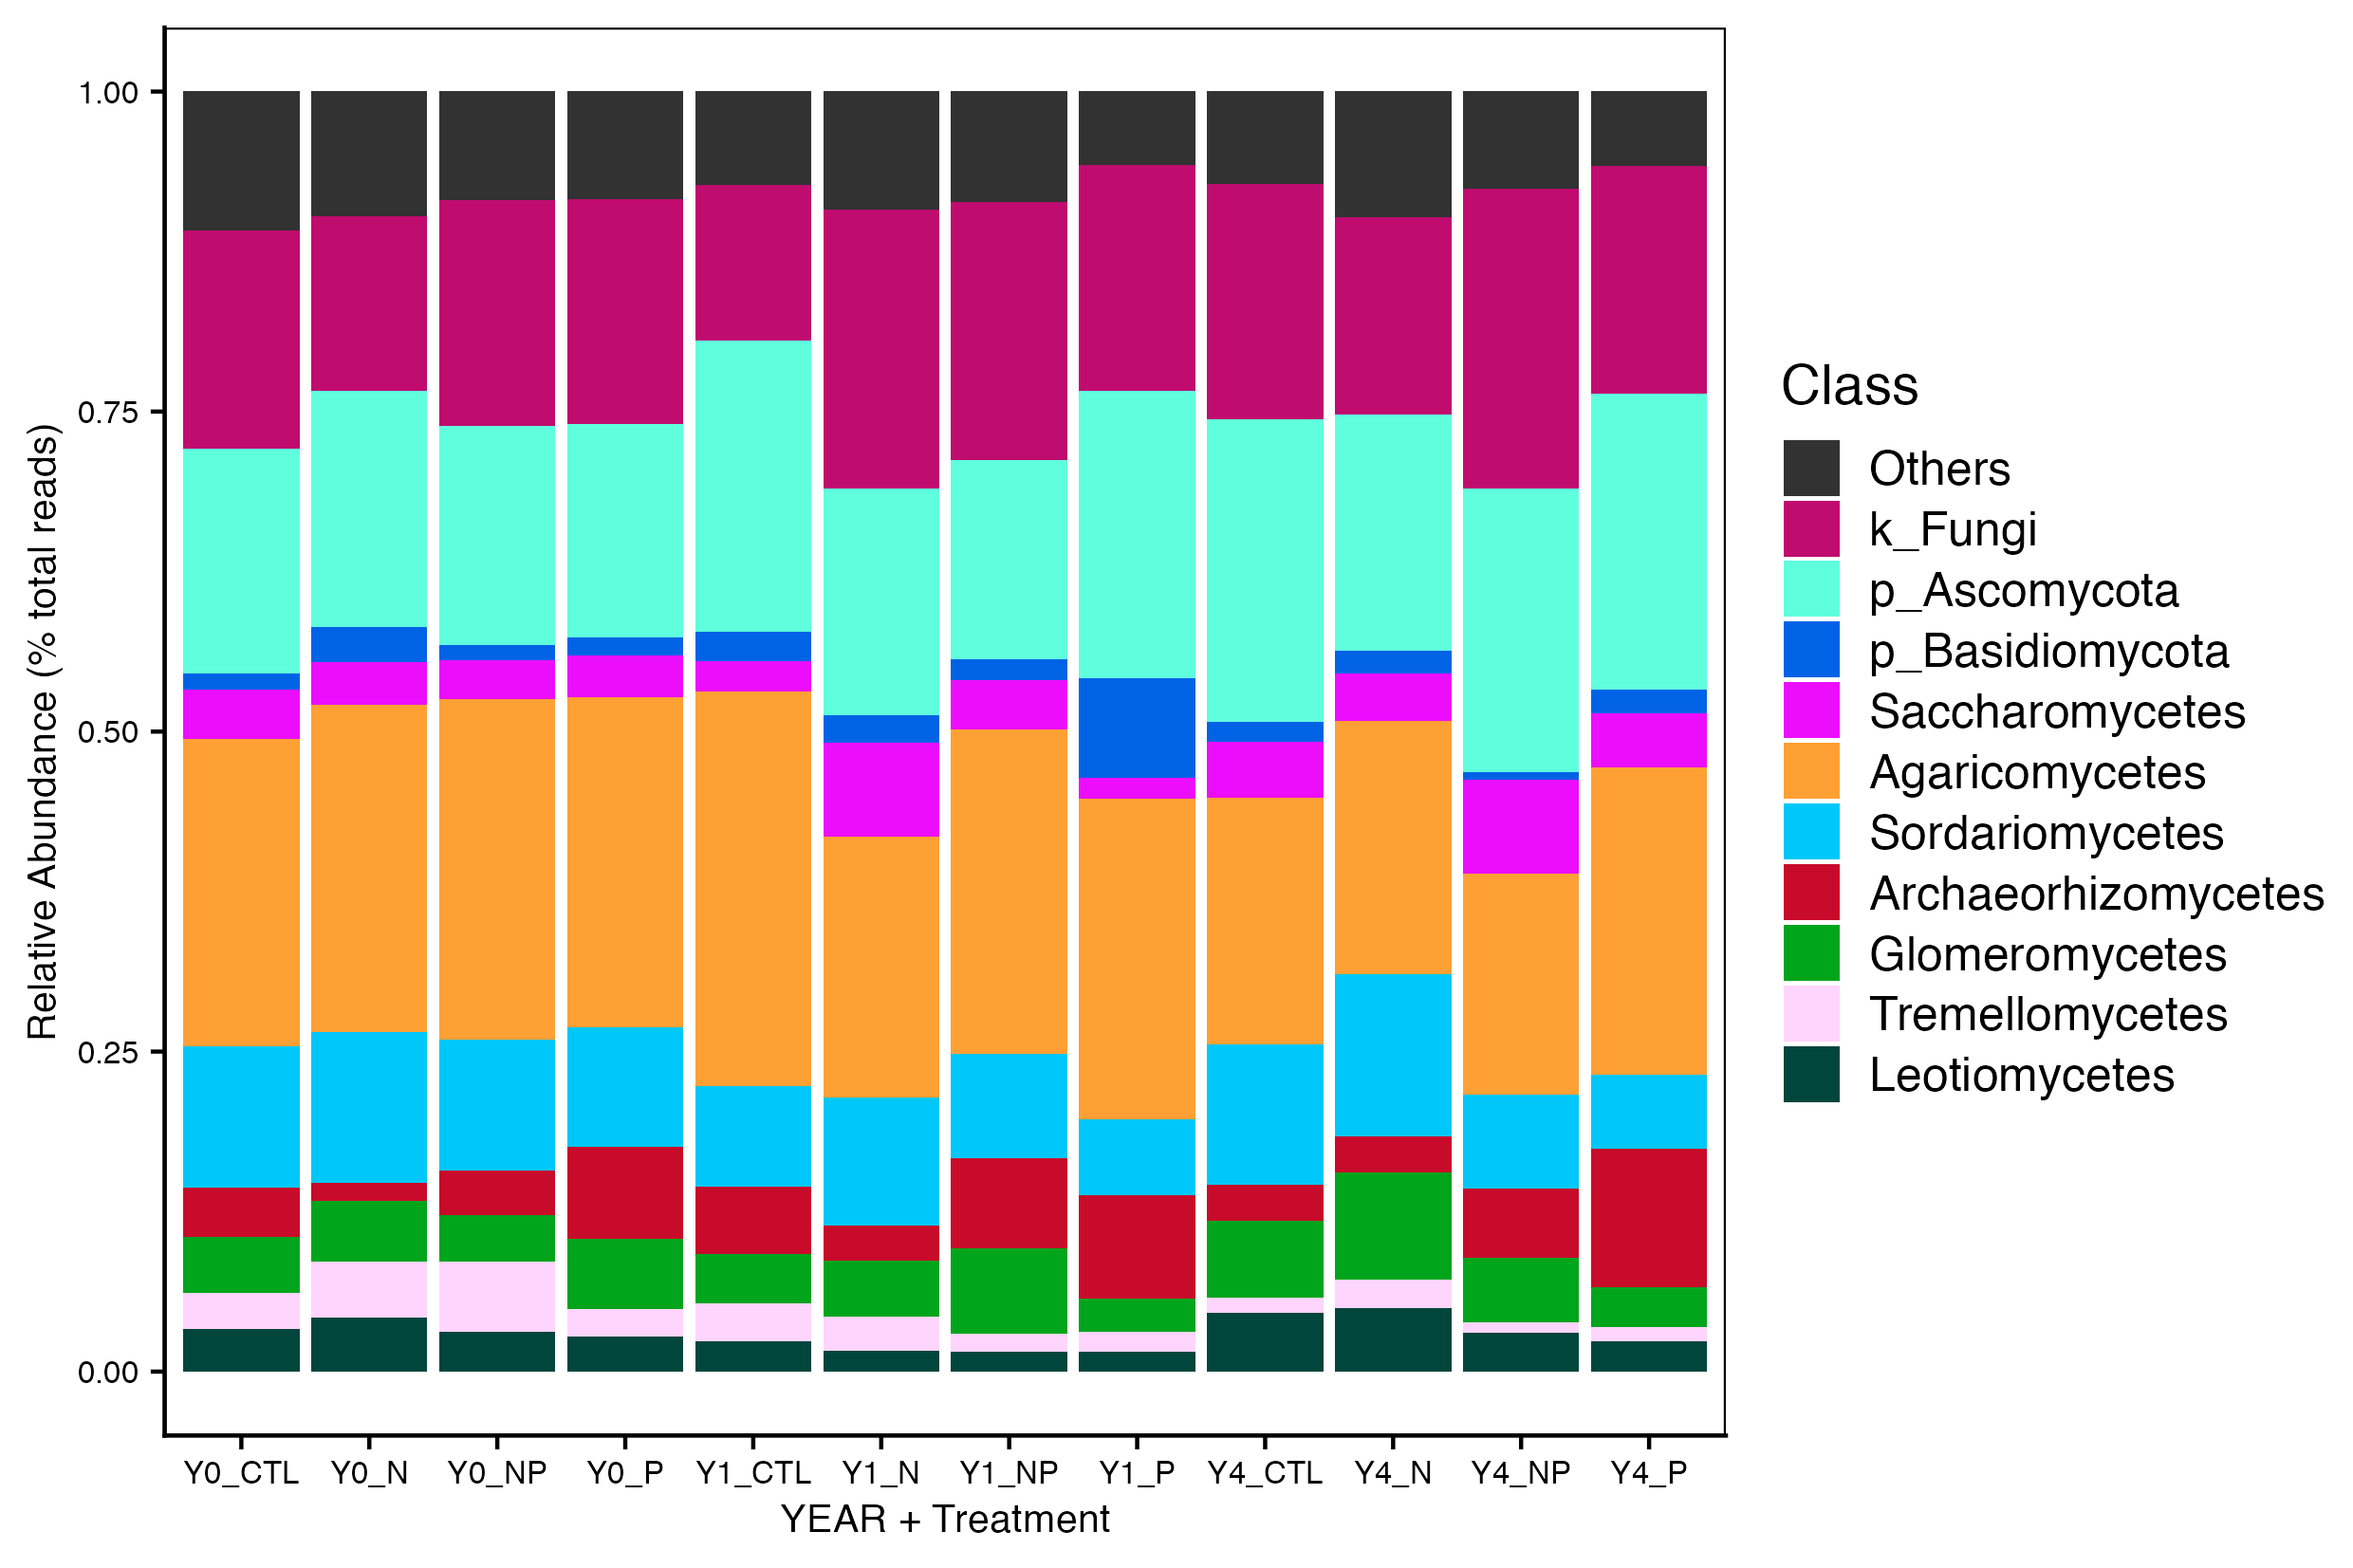 Relative Abundance (% total reads)
1.00
0.75
0.50
0.25
0.00
Y0_CTL Y0_N Y0_NP Y0_P Y1_CTL Y1_N Y1_NP Y1_P Y4_CTL Y4_N Y4_NP Y4_P
YEAR + Treatment
Class
Others
k_Fungi
p_Ascomycota
p_Basidiomycota
Saccharomycetes
Agaricomycetes
Sordariomycetes
Archaeorhizomycetes
Glomeromycetes
Tremellomycetes
Leotiomycetes